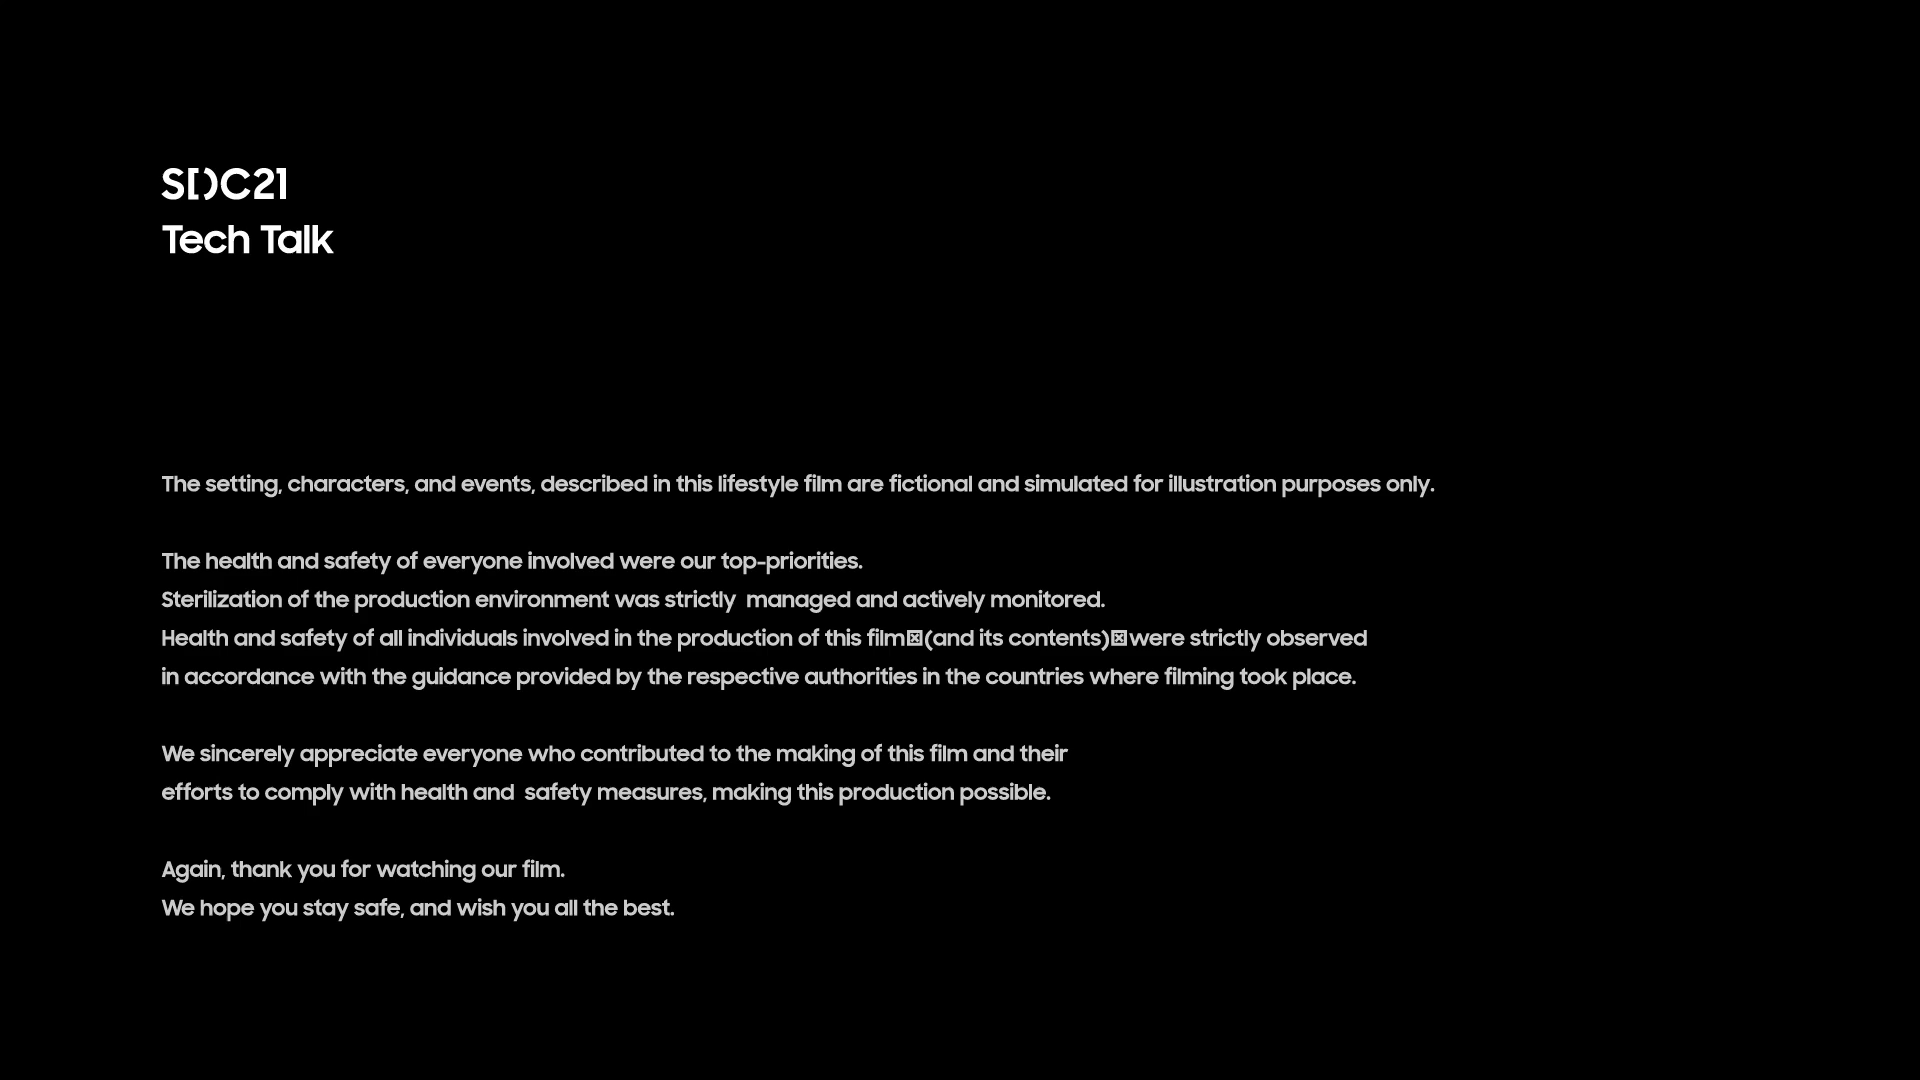 SDC21
Tech Talk
The setting, characters, and events, described in this lifestyle film are fictional and simulated for illustration purposes only.
The health and safety of everyone involved were our top-priorities.
Sterilization of the production environment was strictly  managed and actively monitored.
Health and safety of all individuals involved in the production of this film☒(and its contents)☒were strictly observed
in accordance with the guidance provided by the respective authorities in the countries where filming took place.
We sincerely appreciate everyone who contributed to the making of this film and their
efforts to comply with health and  safety measures, making this production possible.
Again, thank you for watching our film.
We hope you stay safe, and wish you all the best.